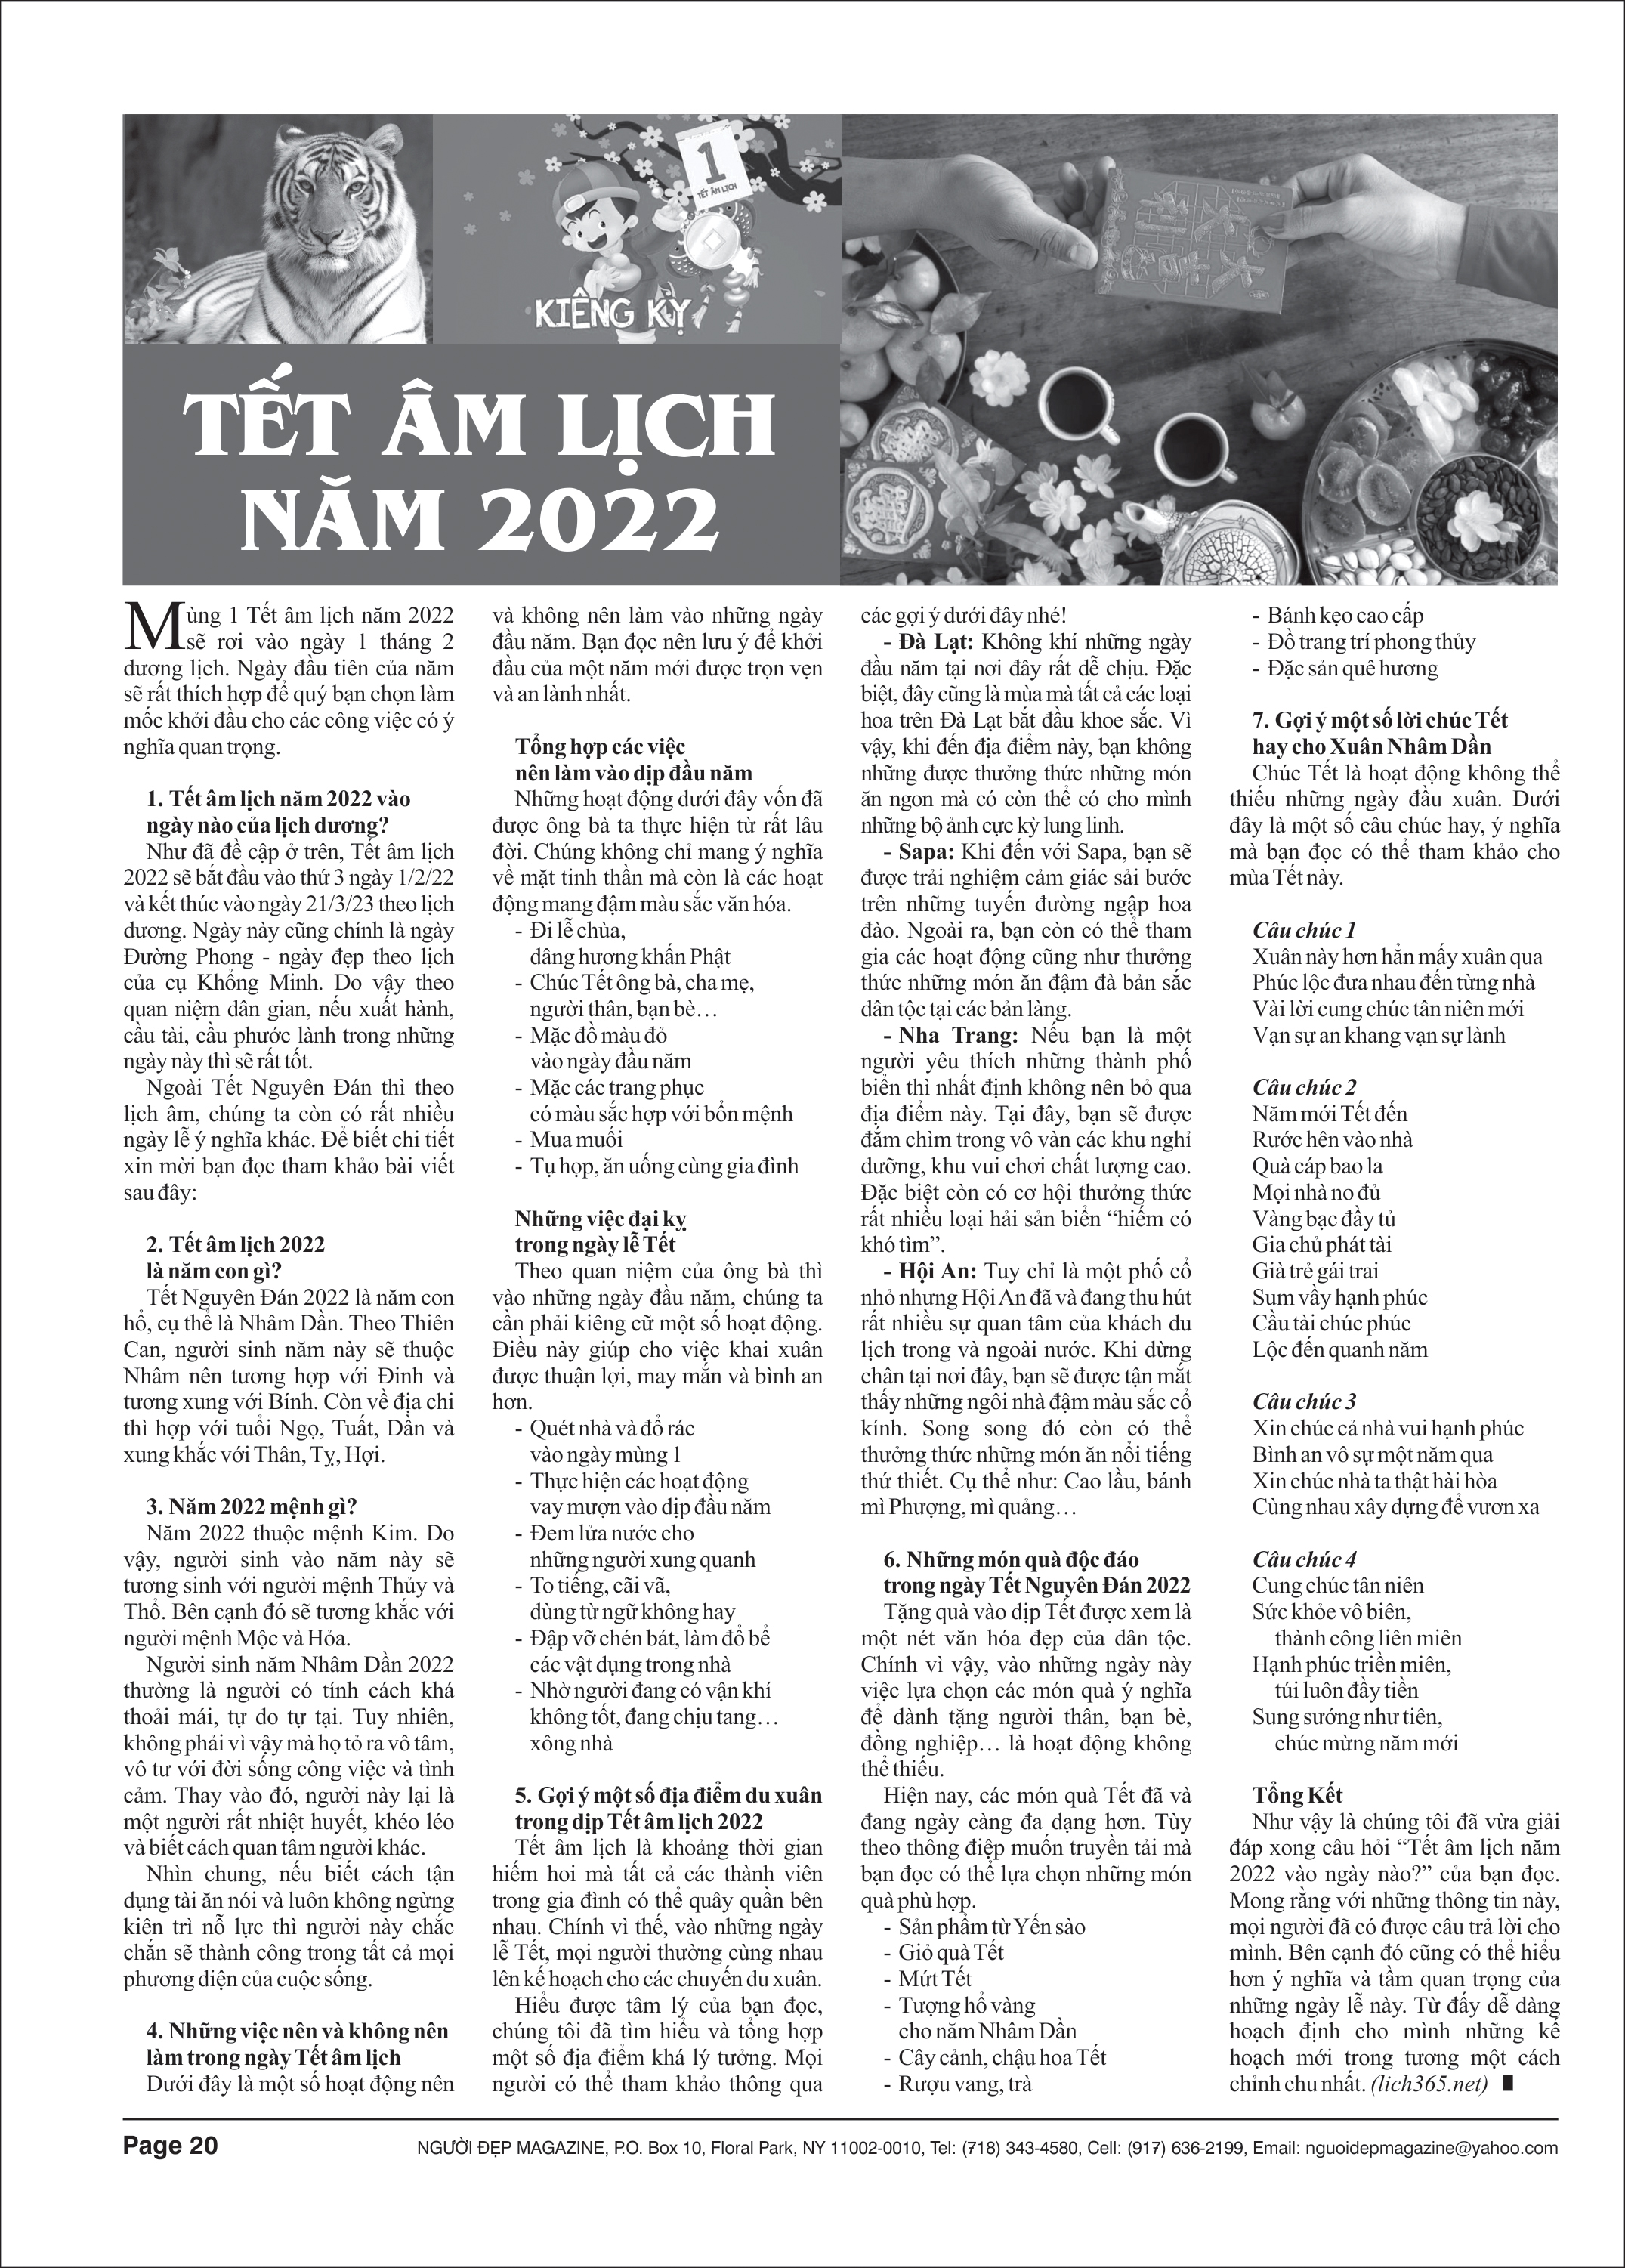 1
TẾT ÂM LỊCH
KIÊNG KỴ
TẾT ÂM LỊCH
NĂM 2022
Mùng 1 Tết âm lịch năm 2022
sẽ rơi vào ngày 1 tháng 2
dương lịch. Ngày đầu tiên của năm
sẽ rất thích hợp để quý bạn chọn làm
mốc khởi đầu cho các công việc có ý
nghĩa quan trọng.
1. Tết âm lịch năm 2022 vào
ngày nào của lịch dương?
Như đã đề cập ở trên, Tết âm lịch
2022 sẽ bắt đầu vào thứ 3 ngày 1/2/22
và kết thúc vào ngày 21/3/23 theo lịch
dương. Ngày này cũng chính là ngày
Đường Phong - ngày đẹp theo lịch
của cụ Khổng Minh. Do vậy theo
quan niệm dân gian, nếu xuất hành,
cầu tài, cầu phước lành trong những
ngày này thì sẽ rất tốt.
Ngoài Tết Nguyên Đán thì theo
lịch âm, chúng ta còn có rất nhiều
ngày lễ ý nghĩa khác. Để biết chi tiết
xin mời bạn đọc tham khảo bài viết
sau đây:
2. Tết âm lịch 2022
là năm con gì?
Tết Nguyên Đán 2022 là năm con
hổ, cụ thể là Nhâm Dần. Theo Thiên
Can, người sinh năm này sẽ thuộc
Nhâm nên tương hợp với Đinh và
tương xung với Bính. Còn về địa chi
thì hợp với tuổi Ngọ, Tuất, Dần và
xung khắc với Thân, Tỵ, Hợi.
3. Năm 2022 mệnh gì?
Năm 2022 thuộc mệnh Kim. Do
vậy, người sinh vào năm này sẽ
tương sinh với người mệnh Thủy và
Thổ. Bên cạnh đó sẽ tương khắc với
người mệnh Mộc và Hỏa.
Người sinh năm Nhâm Dần 2022
thường là người có tính cách khá
thoải mái, tự do tự tại. Tuy nhiên,
không phải vì vậy mà họ tỏ ra vô tâm,
vô tư với đời sống công việc và tình
cảm. Thay vào đó, người này lại là
một người rất nhiệt huyết, khéo léo
và biết cách quan tâm người khác.
Nhìn chung, nếu biết cách tận
dụng tài ăn nói và luôn không ngừng
kiên trì nỗ lực thì người này chắc
chắn sẽ thành công trong tất cả mọi
phương diện của cuộc sống.
4. Những việc nên và không nên
làm trong ngày Tết âm lịch
Dưới đây là một số hoạt động nên
và không nên làm vào những ngày
đầu năm. Bạn đọc nên lưu ý để khởi
đầu của một năm mới được trọn vẹn
và an lành nhất.
Tổng hợp các việc
nên làm vào dịp đầu năm
Những hoạt động dưới đây vốn đã
được ông bà ta thực hiện từ rất lâu
đời. Chúng không chỉ mang ý nghĩa
về mặt tinh thần mà còn là các hoạt
động mang đậm màu sắc văn hóa.
- Đi lễ chùa,
dâng hương khấn Phật
- Chúc Tết ông bà, cha mẹ,
người thân, bạn bè…
- Mặc đồ màu đỏ
vào ngày đầu năm
- Mặc các trang phục
có màu sắc hợp với bổn mệnh
- Mua muối
- Tụ họp, ăn uống cùng gia đình
Những việc đại kỵ
trong ngày lễ Tết
Theo quan niệm của ông bà thì
vào những ngày đầu năm, chúng ta
cần phải kiêng cữ một số hoạt động.
Điều này giúp cho việc khai xuân
được thuận lợi, may mắn và bình an
hơn.
- Quét nhà và đổ rác
vào ngày mùng 1
- Thực hiện các hoạt động
vay mượn vào dịp đầu năm
- Đem lửa nước cho
những người xung quanh
- To tiếng, cãi vã,
dùng từ ngữ không hay
- Đập vỡ chén bát, làm đổ bể
các vật dụng trong nhà
- Nhờ người đang có vận khí
không tốt, đang chịu tang…
xông nhà
5. Gợi ý một số địa điểm du xuân
trong dịp Tết âm lịch 2022
Tết âm lịch là khoảng thời gian
hiếm hoi mà tất cả các thành viên
trong gia đình có thể quây quần bên
nhau. Chính vì thế, vào những ngày
lễ Tết, mọi người thường cùng nhau
lên kế hoạch cho các chuyến du xuân.
Hiểu được tâm lý của bạn đọc,
chúng tôi đã tìm hiểu và tổng hợp
một số địa điểm khá lý tưởng. Mọi
người có thể tham khảo thông qua
các gợi ý dưới đây nhé!
- Đà Lạt: Không khí những ngày
đầu năm tại nơi đây rất dễ chịu. Đặc
biệt, đây cũng là mùa mà tất cả các loại
hoa trên Đà Lạt bắt đầu khoe sắc. Vì
vậy, khi đến địa điểm này, bạn không
những được thưởng thức những món
ăn ngon mà có còn thể có cho mình
những bộ ảnh cực kỳ lung linh.
- Sapa: Khi đến với Sapa, bạn sẽ
được trải nghiệm cảm giác sải bước
trên những tuyến đường ngập hoa
đào. Ngoài ra, bạn còn có thể tham
gia các hoạt động cũng như thưởng
thức những món ăn đậm đà bản sắc
dân tộc tại các bản làng.
- Nha Trang: Nếu bạn là một
người yêu thích những thành phố
biển thì nhất định không nên bỏ qua
địa điểm này. Tại đây, bạn sẽ được
đắm chìm trong vô vàn các khu nghỉ
dưỡng, khu vui chơi chất lượng cao.
Đặc biệt còn có cơ hội thưởng thức
rất nhiều loại hải sản biển “hiếm có
khó tìm”.
- Hội An: Tuy chỉ là một phố cổ
nhỏ nhưng Hội An đã và đang thu hút
rất nhiều sự quan tâm của khách du
lịch trong và ngoài nước. Khi dừng
chân tại nơi đây, bạn sẽ được tận mắt
thấy những ngôi nhà đậm màu sắc cổ
kính. Song song đó còn có thể
thưởng thức những món ăn nổi tiếng
thứ thiết. Cụ thể như: Cao lầu, bánh
mì Phượng, mì quảng…
6. Những món quà độc đáo
trong ngày Tết Nguyên Đán 2022
Tặng quà vào dịp Tết được xem là
một nét văn hóa đẹp của dân tộc.
Chính vì vậy, vào những ngày này
việc lựa chọn các món quà ý nghĩa
để dành tặng người thân, bạn bè,
đồng nghiệp… là hoạt động không
thể thiếu.
Hiện nay, các món quà Tết đã và
đang ngày càng đa dạng hơn. Tùy
theo thông điệp muốn truyền tải mà
bạn đọc có thể lựa chọn những món
quà phù hợp.
- Sản phẩm từ Yến sào
- Giỏ quà Tết
- Mứt Tết
- Tượng hổ vàng
cho năm Nhâm Dần
- Cây cảnh, chậu hoa Tết
- Rượu vang, trà
- Bánh kẹo cao cấp
- Đồ trang trí phong thủy
- Đặc sản quê hương
7. Gợi ý một số lời chúc Tết
hay cho Xuân Nhâm Dần
Chúc Tết là hoạt động không thể
thiếu những ngày đầu xuân. Dưới
đây là một số câu chúc hay, ý nghĩa
mà bạn đọc có thể tham khảo cho
mùa Tết này.
Câu chúc 1
Xuân này hơn hẳn mấy xuân qua
Phúc lộc đưa nhau đến từng nhà
Vài lời cung chúc tân niên mới
Vạn sự an khang vạn sự lành
Câu chúc 2
Năm mới Tết đến
Rước hên vào nhà
Quà cáp bao la
Mọi nhà no đủ
Vàng bạc đầy tủ
Gia chủ phát tài
Già trẻ gái trai
Sum vầy hạnh phúc
Cầu tài chúc phúc
Lộc đến quanh năm
Câu chúc 3
Xin chúc cả nhà vui hạnh phúc
Bình an vô sự một năm qua
Xin chúc nhà ta thật hài hòa
Cùng nhau xây dựng để vươn xa
Câu chúc 4
Cung chúc tân niên
Sức khỏe vô biên,
thành công liên miên
Hạnh phúc triền miên,
túi luôn đầy tiền
Sung sướng như tiên,
chúc mừng năm mới
Tổng Kết
Như vậy là chúng tôi đã vừa giải
đáp xong câu hỏi “Tết âm lịch năm
2022 vào ngày nào?” của bạn đọc.
Mong rằng với những thông tin này,
mọi người đã có được câu trả lời cho
mình. Bên cạnh đó cũng có thể hiểu
hơn ý nghĩa và tầm quan trọng của
những ngày lễ này. Từ đấy dễ dàng
hoạch định cho mình những kế
hoạch mới trong tương một cách
chỉnh chu nhất. (lich365.net)
Page 20
NGƯỜI ĐẸP MAGAZINE, P.O. Box 10, Floral Park, NY 11002-0010, Tel: (718) 343-4580, Cell: (917) 636-2199, Email: nguoidepmagazine@yahoo.com